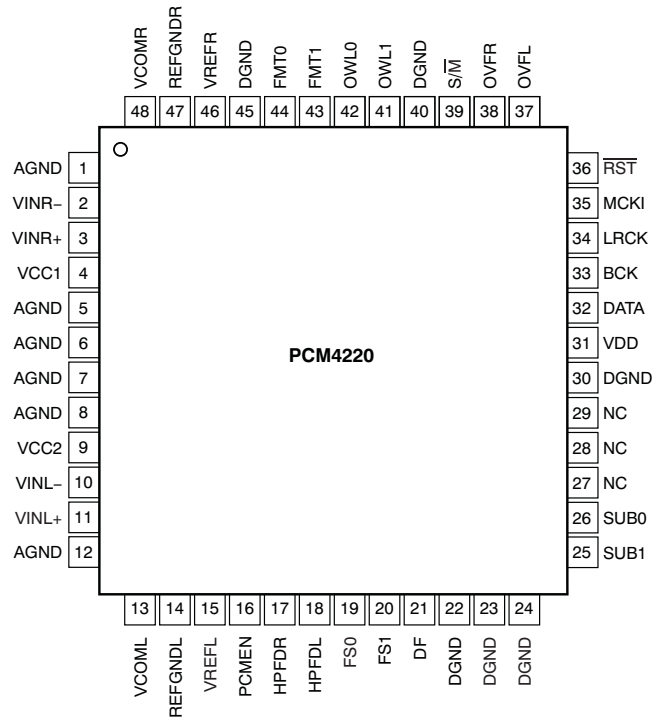 VCOMR
REFGNDR
VREFR
DGND
FMT0
FMT1
OWL0
OWL1
DGND
S/M̅
OVFR
OVFL
48 47 46 45 44 43 42 41 40 39 38 37
AGND 1
VINR− 2
VINR+ 3
VCC1 4
AGND 5
AGND 6
AGND 7
AGND 8
VCC2 9
VINL− 10
VINL+ 11
AGND 12
PCM4220
36 R̅S̅T̅
35 MCKI
34 LRCK
33 BCK
32 DATA
31 VDD
30 DGND
29 NC
28 NC
27 NC
26 SUB0
25 SUB1
13 14 15 16 17 18 19 20 21 22 23 24
VCOML
REFGNDL
VREFL
PCMEN
HPFDR
HPFDL
FS0
FS1
DF
DGND
DGND
DGND